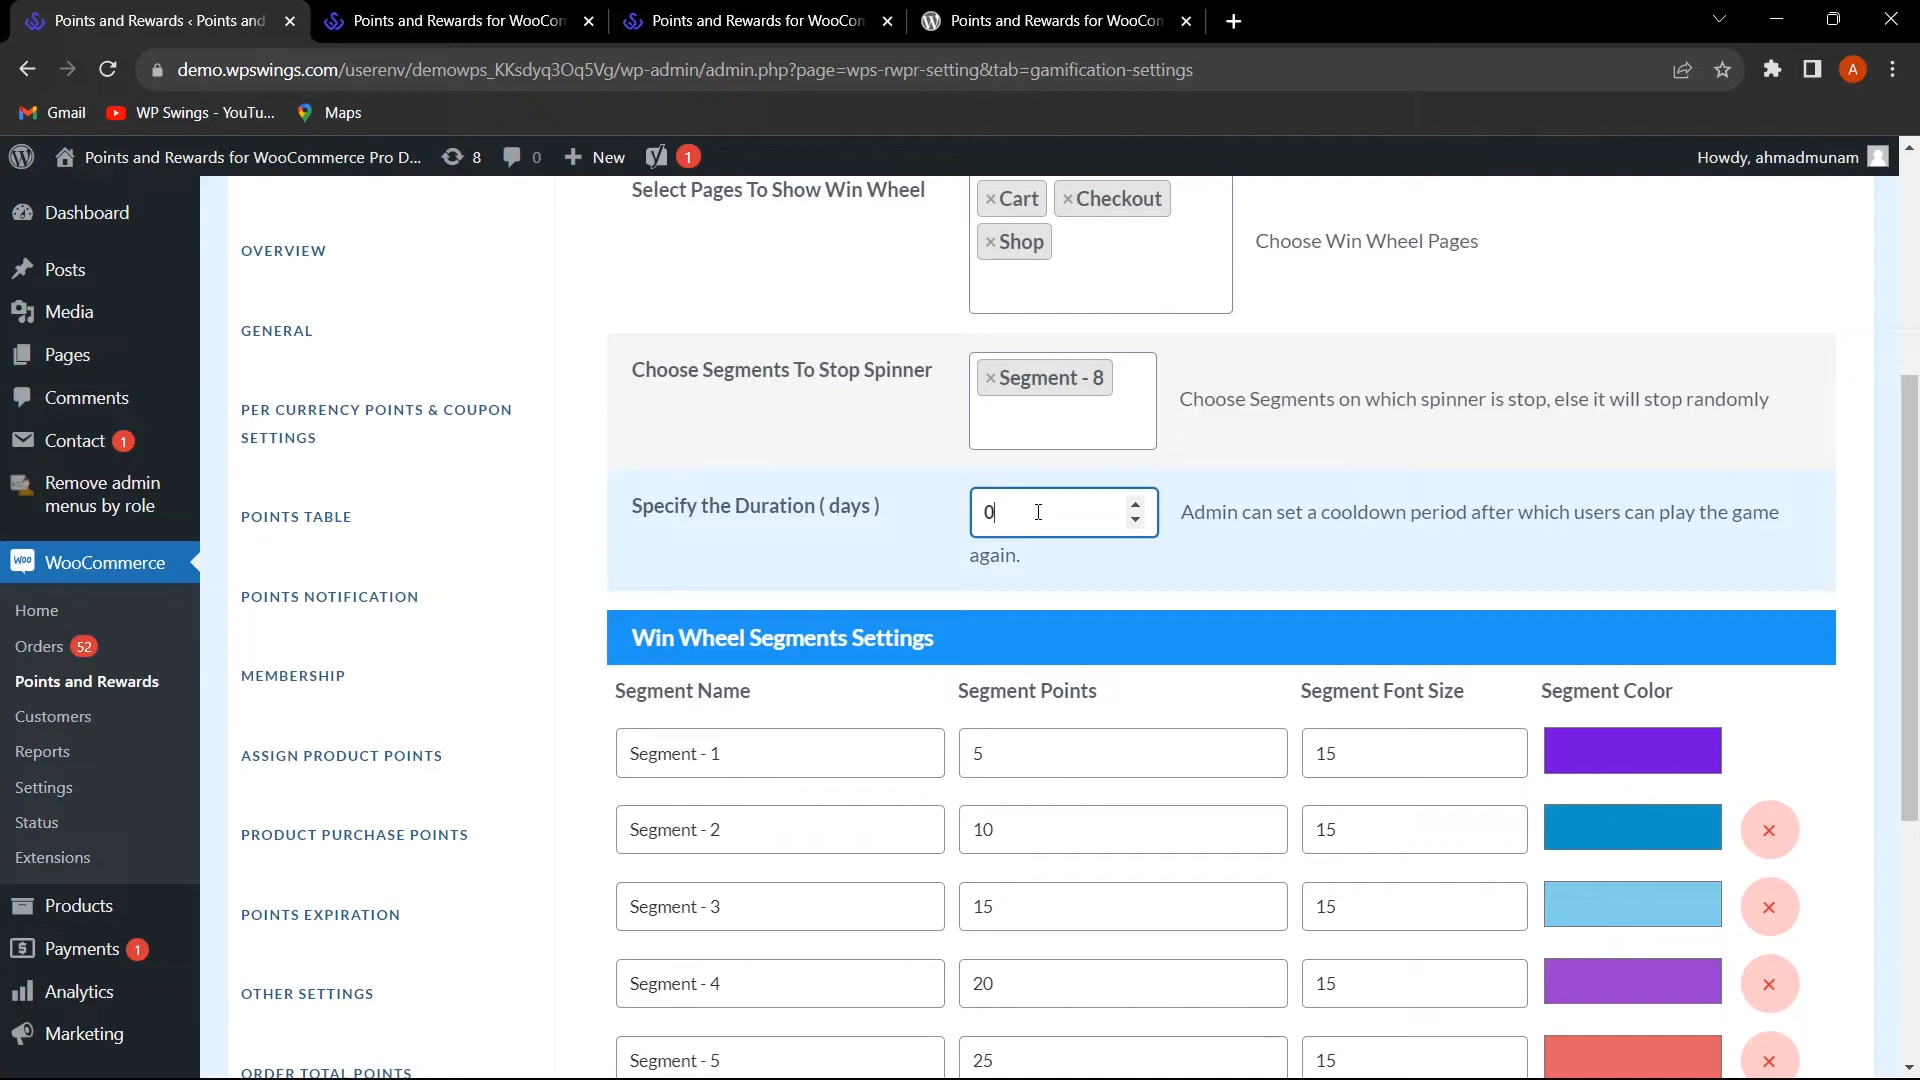 Points and Rewards ‹ Points and
Points and Rewards for WooCon
Points and Rewards for WooCon
Points and Rewards for WooCon
demo.wpswings.com/userenv/demowps_KKsdyq3Oq5Vg/wp-admin/admin.php?page=wps-rwpr-setting&tab=gamification-settings
A
Gmail
WP Swings - YouTu...
Maps
Points and Rewards for WooCommerce Pro D...
8
0
New
1
Howdy, ahmadmunam
Dashboard
Posts
Media
Pages
Comments
Contact 1
Remove admin
menus by role
WooCommerce
Home
Orders 52
Points and Rewards
Customers
Reports
Settings
Status
Extensions
Products
Payments 1
Analytics
Marketing
OVERVIEW
GENERAL
PER CURRENCY POINTS & COUPON
SETTINGS
POINTS TABLE
POINTS NOTIFICATION
MEMBERSHIP
ASSIGN PRODUCT POINTS
PRODUCT PURCHASE POINTS
POINTS EXPIRATION
OTHER SETTINGS
ORDER TOTAL POINTS
Select Pages To Show Win Wheel
×Cart ×Checkout
×Shop
Choose Win Wheel Pages
Choose Segments To Stop Spinner
×Segment - 8
Choose Segments on which spinner is stop, else it will stop randomly
Specify the Duration ( days )
0
Admin can set a cooldown period after which users can play the game
again.
Win Wheel Segments Settings
Segment Name Segment Points Segment Font Size Segment Color
Segment - 1 5 15
Segment - 2 10 15 ×
Segment - 3 15 15 ×
Segment - 4 20 15 ×
Segment - 5 25 15 ×